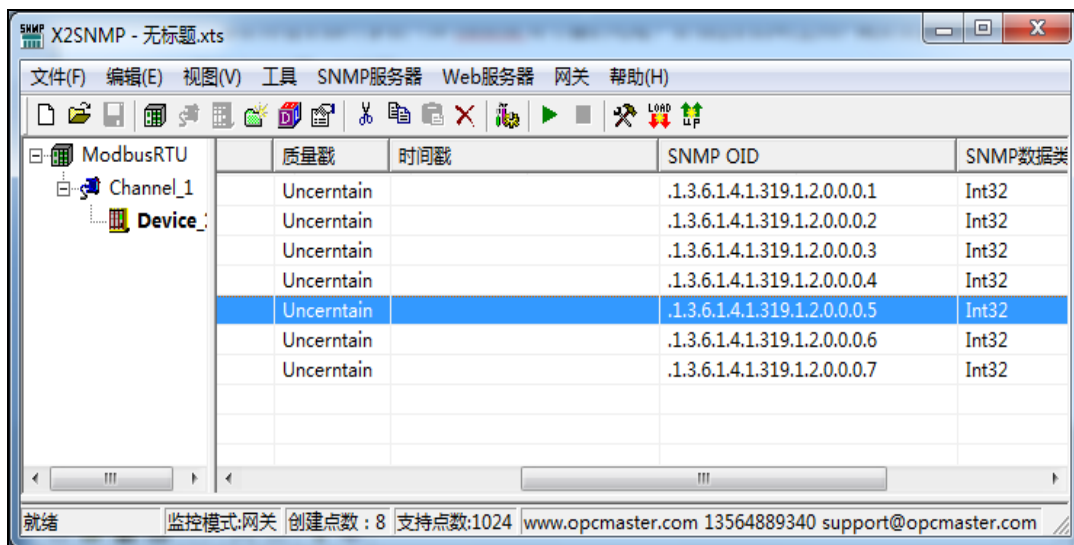 X2SNMP - 无标题.xts
文件(F) 编辑(E) 视图(V) 工具 SNMP服务器 Web服务器 网关 帮助(H)
LOAD UP
ModbusRTU
Channel_1
Device_
质量戳 时间戳 SNMP OID SNMP数据类
Uncerntain .1.3.6.1.4.1.319.1.2.0.0.0.1 Int32
Uncerntain .1.3.6.1.4.1.319.1.2.0.0.0.2 Int32
Uncerntain .1.3.6.1.4.1.319.1.2.0.0.0.3 Int32
Uncerntain .1.3.6.1.4.1.319.1.2.0.0.0.4 Int32
Uncerntain .1.3.6.1.4.1.319.1.2.0.0.0.5 Int32
Uncerntain .1.3.6.1.4.1.319.1.2.0.0.0.6 Int32
Uncerntain .1.3.6.1.4.1.319.1.2.0.0.0.7 Int32
就绪 监控模式:网关 创建点数：8 支持点数:1024 www.opcmaster.com 13564889340 support@opcmaster.com